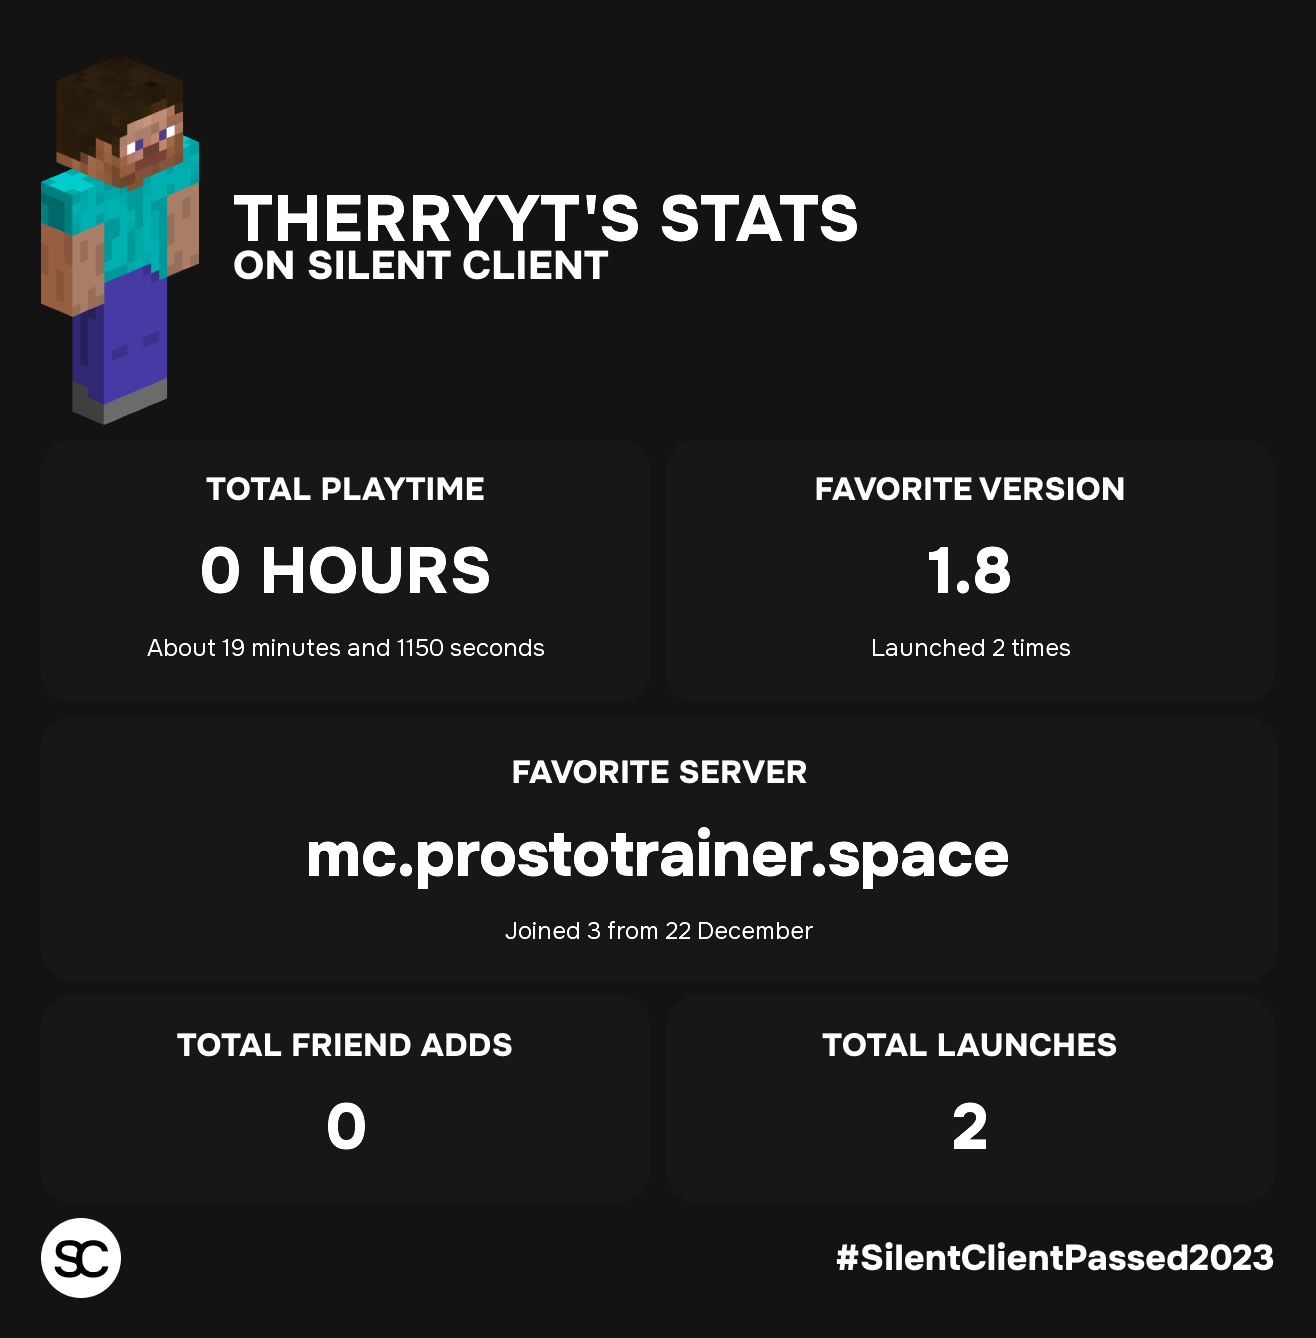 THERRYYT'S STATS
ON SILENT CLIENT
TOTAL PLAYTIME
0 HOURS
About 19 minutes and 1150 seconds
FAVORITE VERSION
1.8
Launched 2 times
FAVORITE SERVER
mc.prostotrainer.space
Joined 3 from 22 December
TOTAL FRIEND ADDS
0
TOTAL LAUNCHES
2
SC
#SilentClientPassed2023